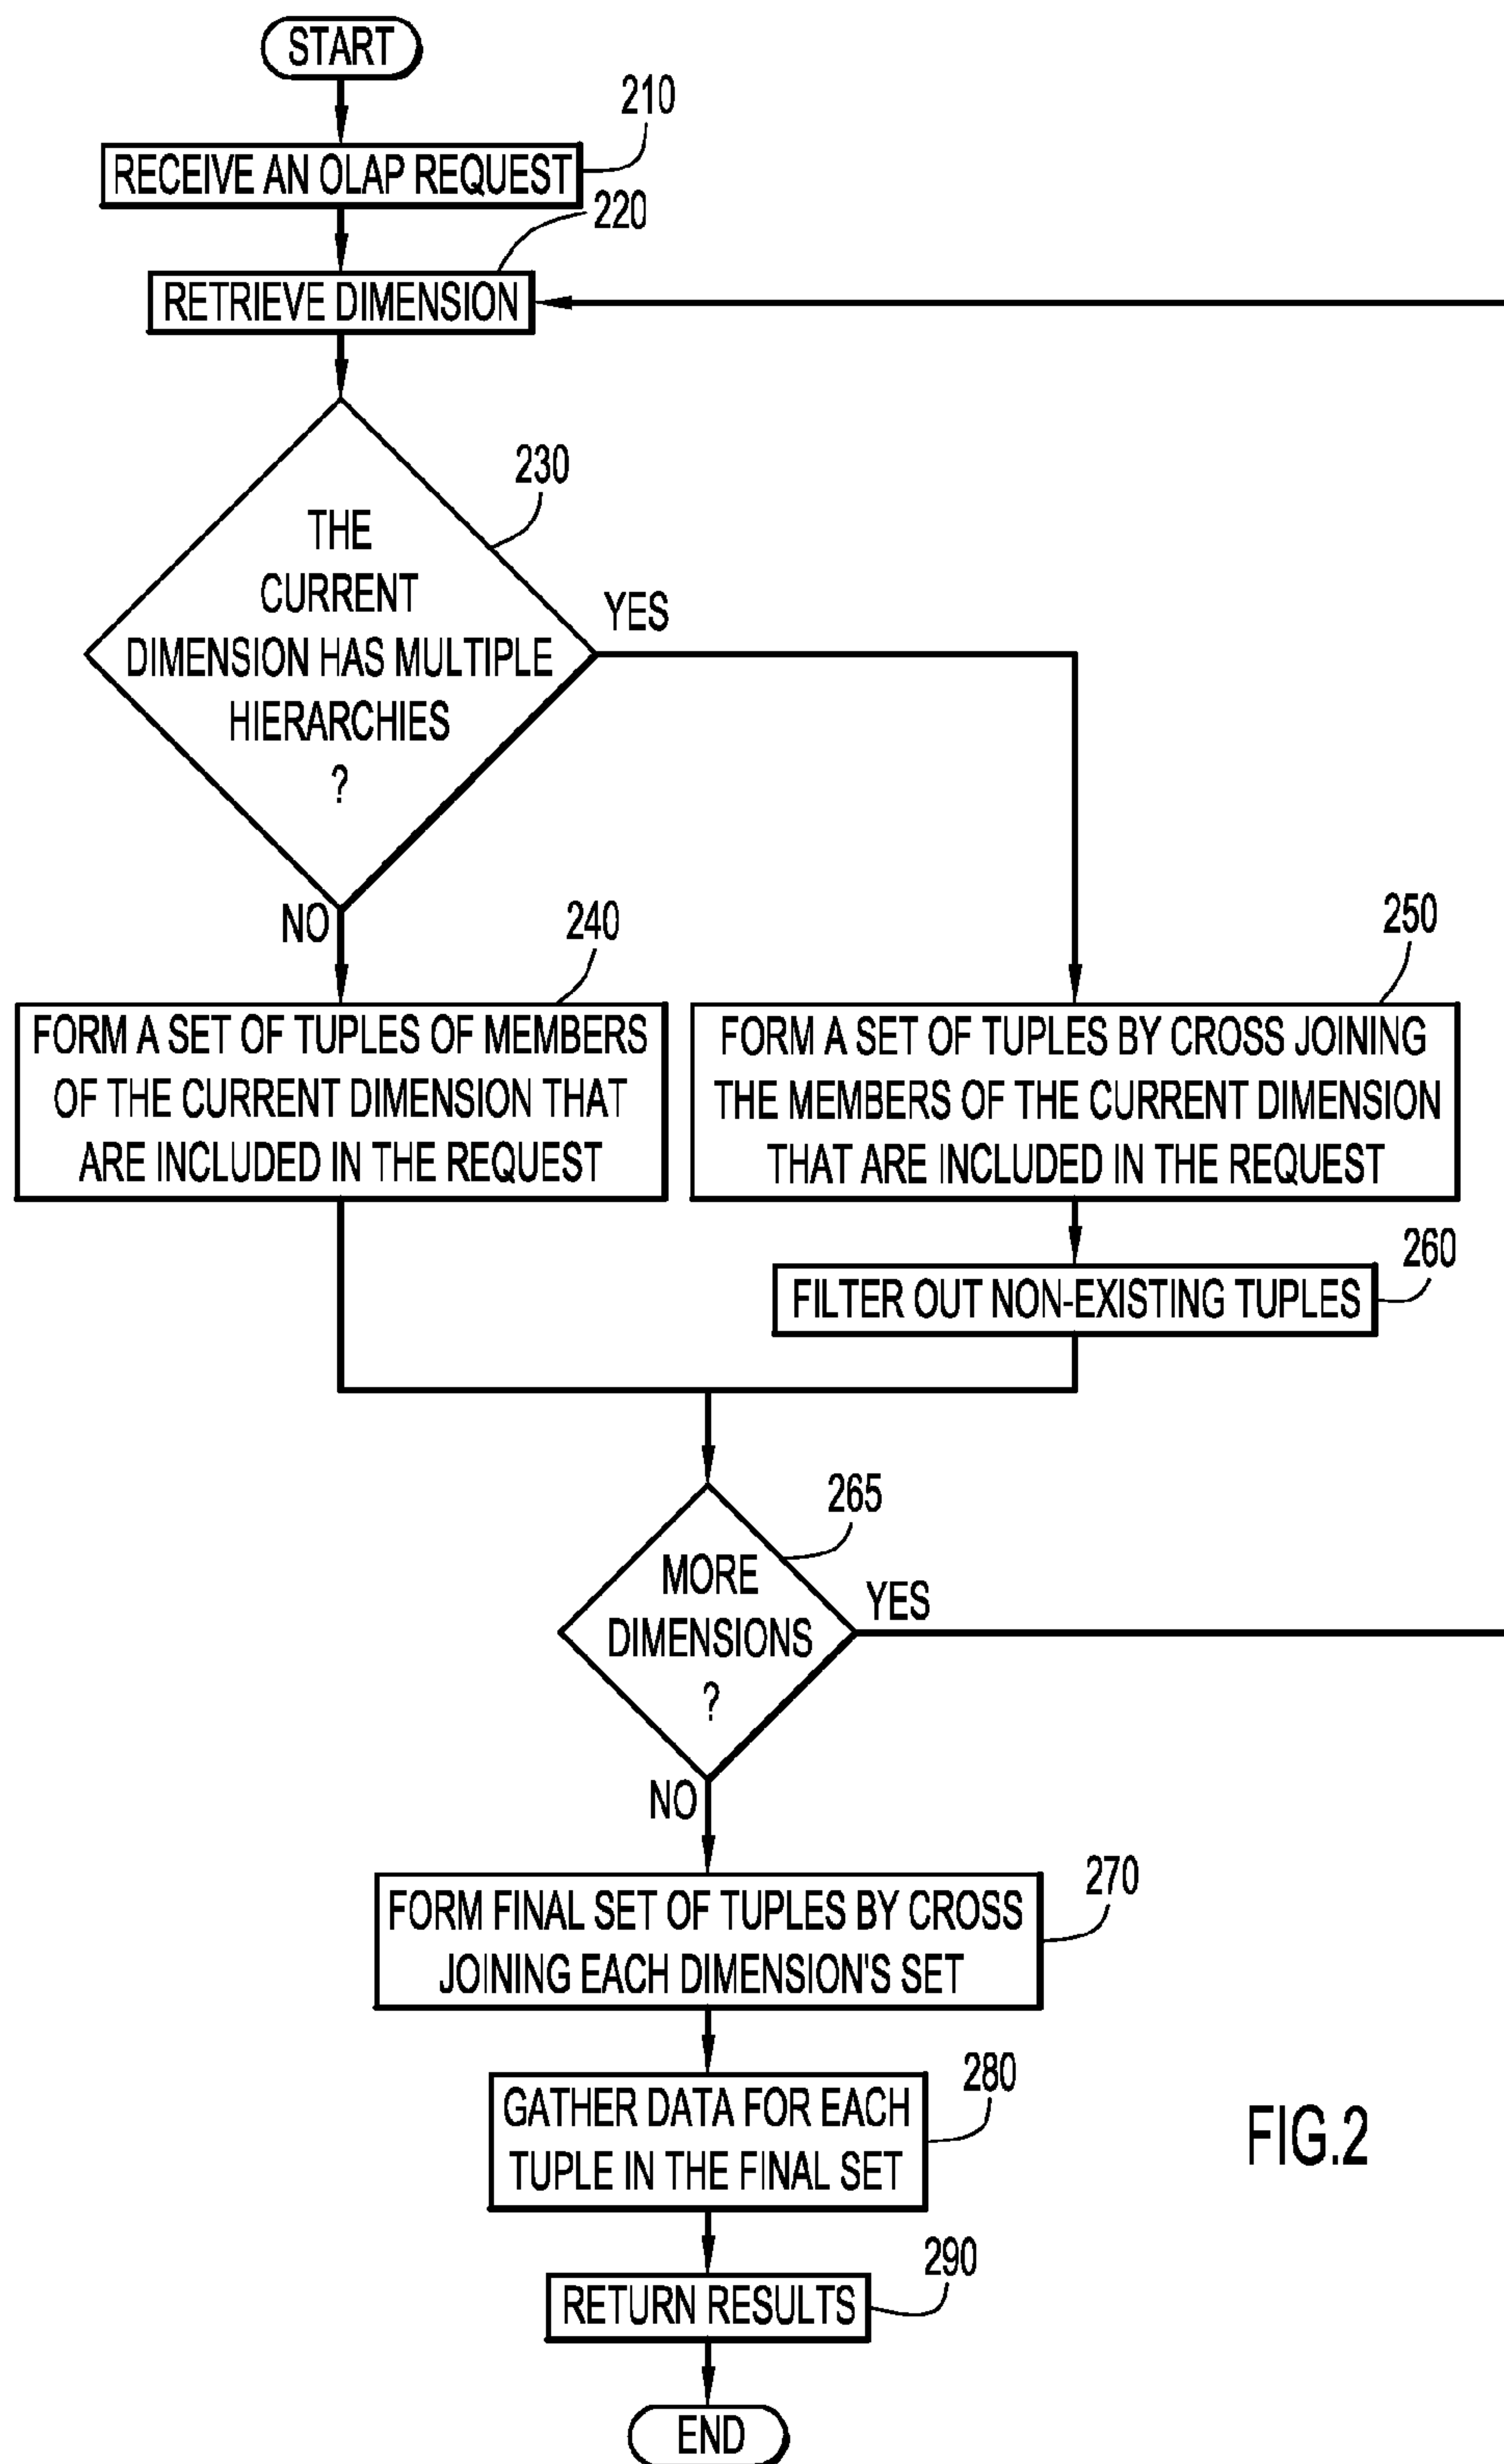 START
210
RECEIVE AN OLAP REQUEST
220
RETRIEVE DIMENSION
230
THE
CURRENT
DIMENSION HAS MULTIPLE
HIERARCHIES
?
YES
NO
240
FORM A SET OF TUPLES OF MEMBERS
OF THE CURRENT DIMENSION THAT
ARE INCLUDED IN THE REQUEST
250
FORM A SET OF TUPLES BY CROSS JOINING
THE MEMBERS OF THE CURRENT DIMENSION
THAT ARE INCLUDED IN THE REQUEST
260
FILTER OUT NON-EXISTING TUPLES
265
MORE
DIMENSIONS
?
YES
NO
270
FORM FINAL SET OF TUPLES BY CROSS
JOINING EACH DIMENSION'S SET
280
GATHER DATA FOR EACH
TUPLE IN THE FINAL SET
290
RETURN RESULTS
END
FIG.2